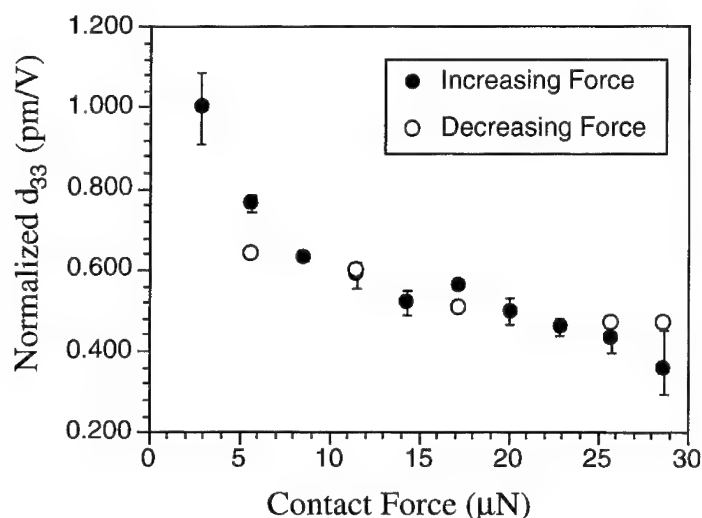 1.200
1.000
0.800
0.600
0.400
0.200
Normalized d33 (pm/V)
Increasing Force
Decreasing Force
0 5 10 15 20 25 30
Contact Force (μN)